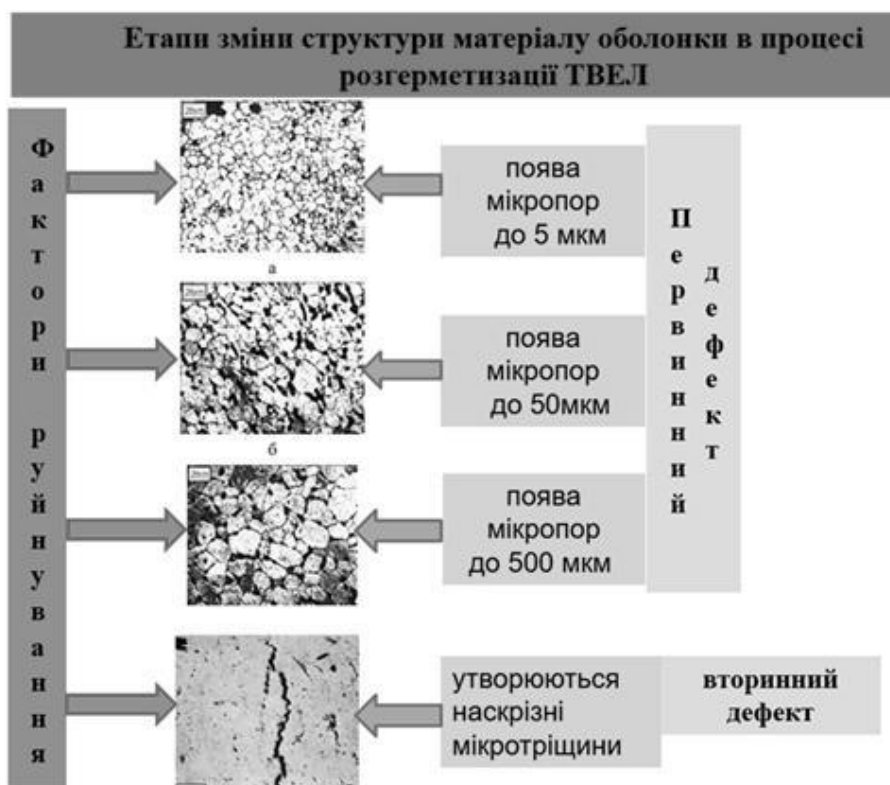 Етапи зміни структури матеріалу оболонки в процесі
розгерметизації ТВЕЛ
Фактори руйнування
поява
мікропор
до 5 мкм
а
поява
мікропор
до 50мкм
б
поява
мікропор
до 500 мкм
Первинний
дефект
утворюються
наскрізні
мікротріщини
вторинний
дефект